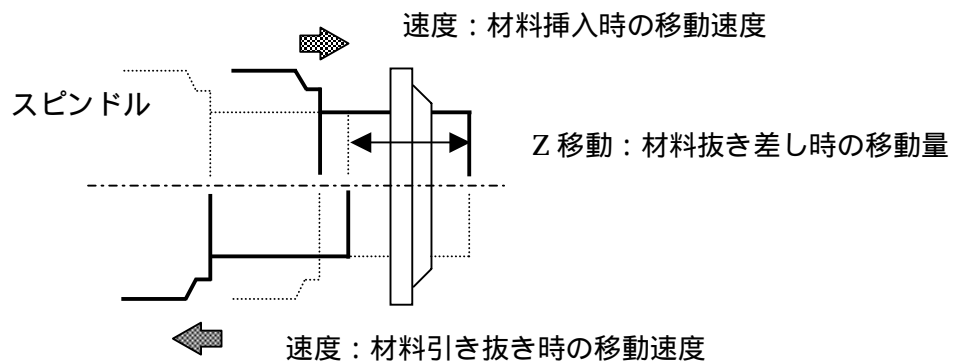 速度：材料挿入時の移動速度
スピンドル
Z 移動：材料抜き差し時の移動量
速度：材料引き抜き時の移動速度